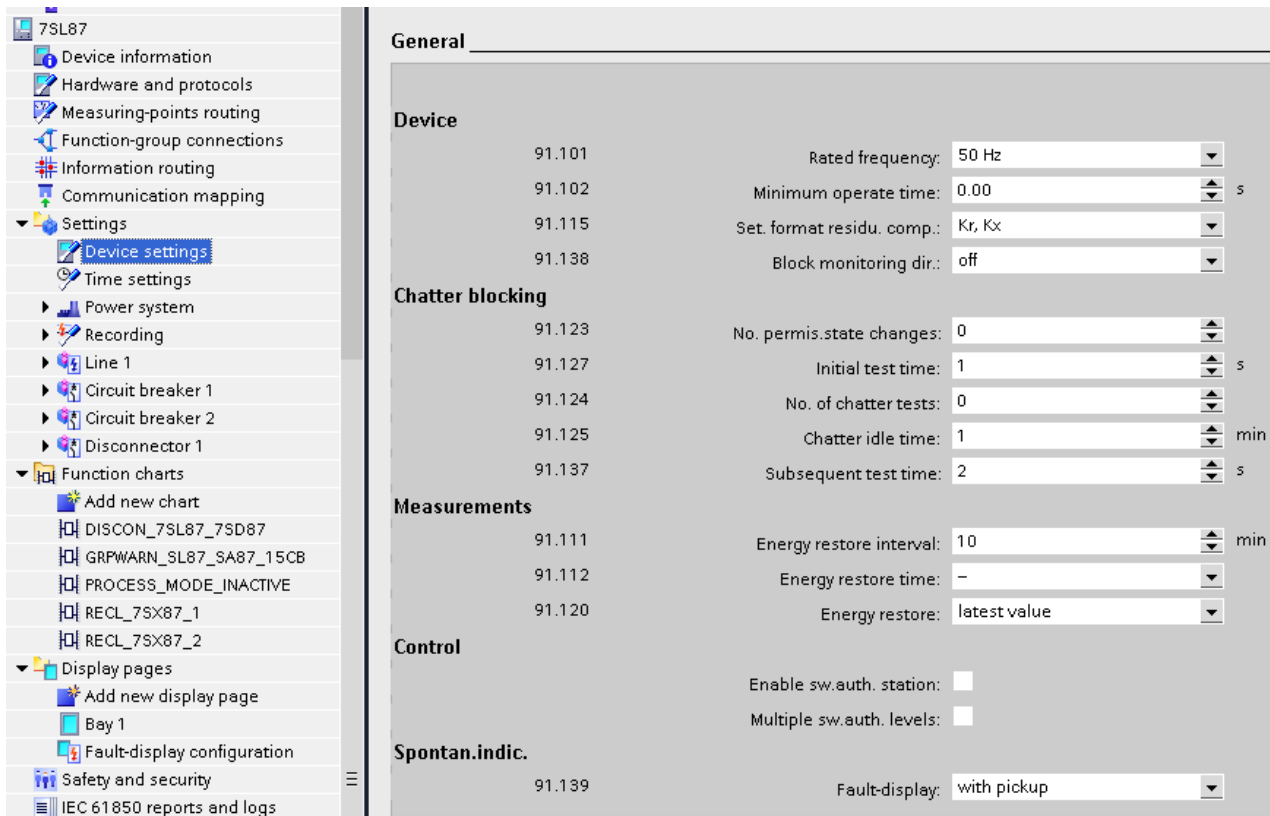 7SL87
Device information
Hardware and protocols
Measuring-points routing
Function-group connections
Information routing
Communication mapping
Settings
Device settings
Time settings
Power system
Recording
Line 1
Circuit breaker 1
Circuit breaker 2
Disconnector 1
Function charts
Add new chart
DISCON_7SL87_7SD87
GRPWARN_SL87_SA87_15CB
PROCESS_MODE_INACTIVE
RECL_7SX87_1
RECL_7SX87_2
Display pages
Add new display page
Bay 1
Fault-display configuration
Safety and security
IEC 61850 reports and logs
General
Device
91.101 Rated frequency: 50 Hz
91.102 Minimum operate time: 0.00 s
91.115 Set. format residu. comp.: Kr, Kx
91.138 Block monitoring dir.: off
Chatter blocking
91.123 No. permis.state changes: 0
91.127 Initial test time: 1 s
91.124 No. of chatter tests: 0
91.125 Chatter idle time: 1 min
91.137 Subsequent test time: 2 s
Measurements
91.111 Energy restore interval: 10 min
91.112 Energy restore time: –
91.120 Energy restore: latest value
Control
Enable sw.auth. station:
Multiple sw.auth. levels:
Spontan.indic.
91.139 Fault-display: with pickup